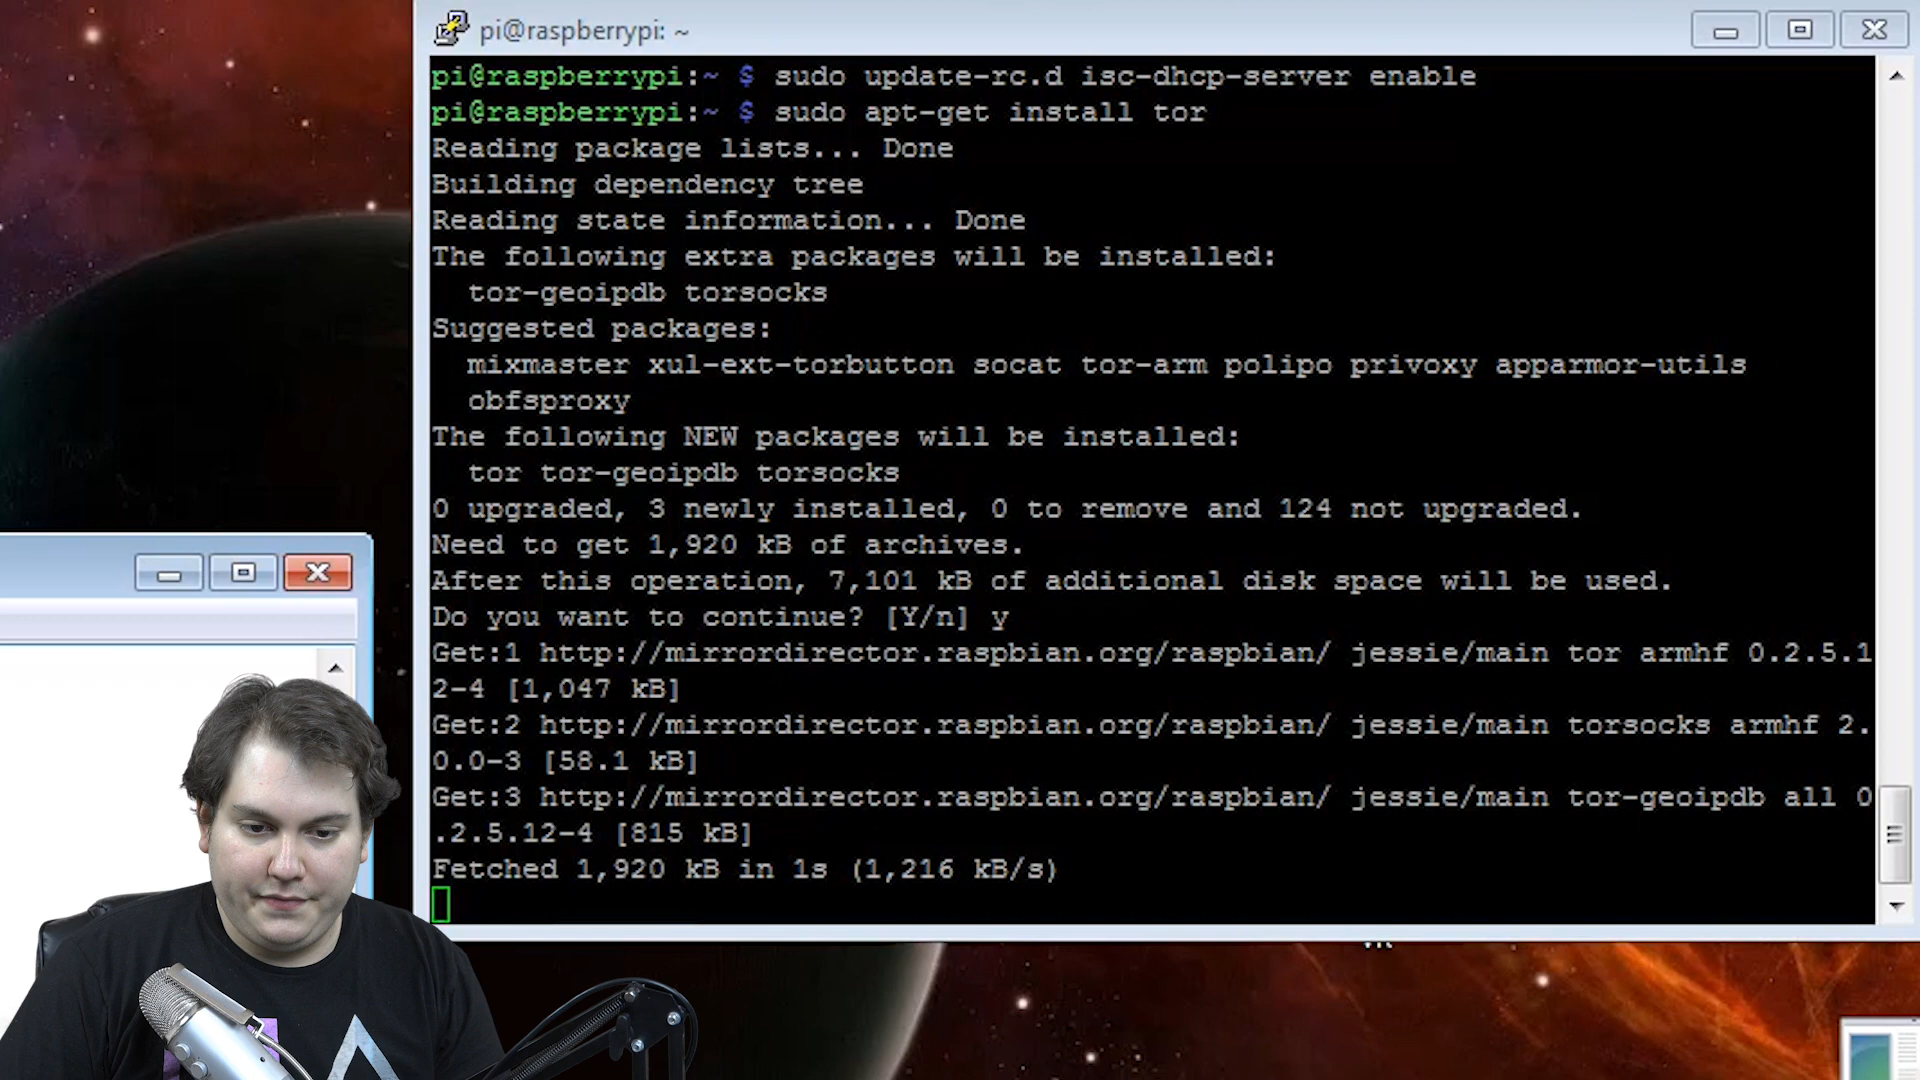 pi@raspberrypi: ~
pi@raspberrypi:~ $ sudo update-rc.d isc-dhcp-server enable
pi@raspberrypi:~ $ sudo apt-get install tor
Reading package lists... Done
Building dependency tree
Reading state information... Done
The following extra packages will be installed:
tor-geoipdb torsocks
Suggested packages:
mixmaster xul-ext-torbutton socat tor-arm polipo privoxy apparmor-utils
obfsproxy
The following NEW packages will be installed:
tor tor-geoipdb torsocks
0 upgraded, 3 newly installed, 0 to remove and 124 not upgraded.
Need to get 1,920 kB of archives.
After this operation, 7,101 kB of additional disk space will be used.
Do you want to continue? [Y/n] y
Get:1 http://mirrordirector.raspbian.org/raspbian/ jessie/main tor armhf 0.2.5.1
2-4 [1,047 kB]
Get:2 http://mirrordirector.raspbian.org/raspbian/ jessie/main torsocks armhf 2.
0.0-3 [58.1 kB]
Get:3 http://mirrordirector.raspbian.org/raspbian/ jessie/main tor-geoipdb all 0
.2.5.12-4 [815 kB]
Fetched 1,920 kB in 1s (1,216 kB/s)